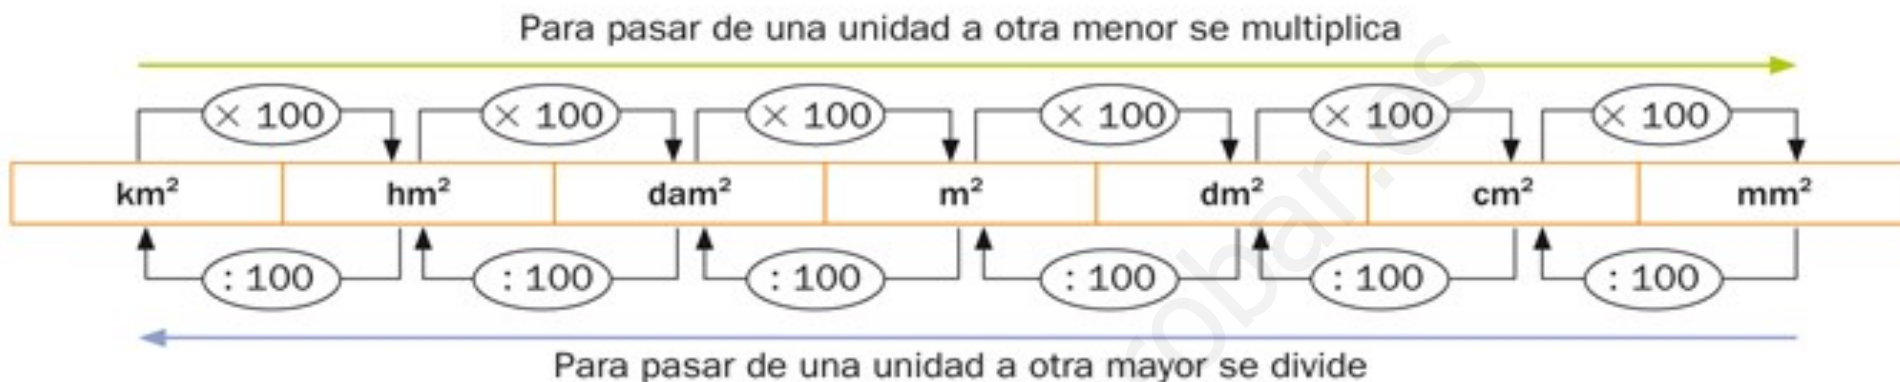 Para pasar de una unidad a otra menor se multiplica
× 100 × 100 × 100 × 100 × 100 × 100
km² hm² dam² m² dm² cm² mm²
: 100 : 100 : 100 : 100 : 100 : 100
Para pasar de una unidad a otra mayor se divide